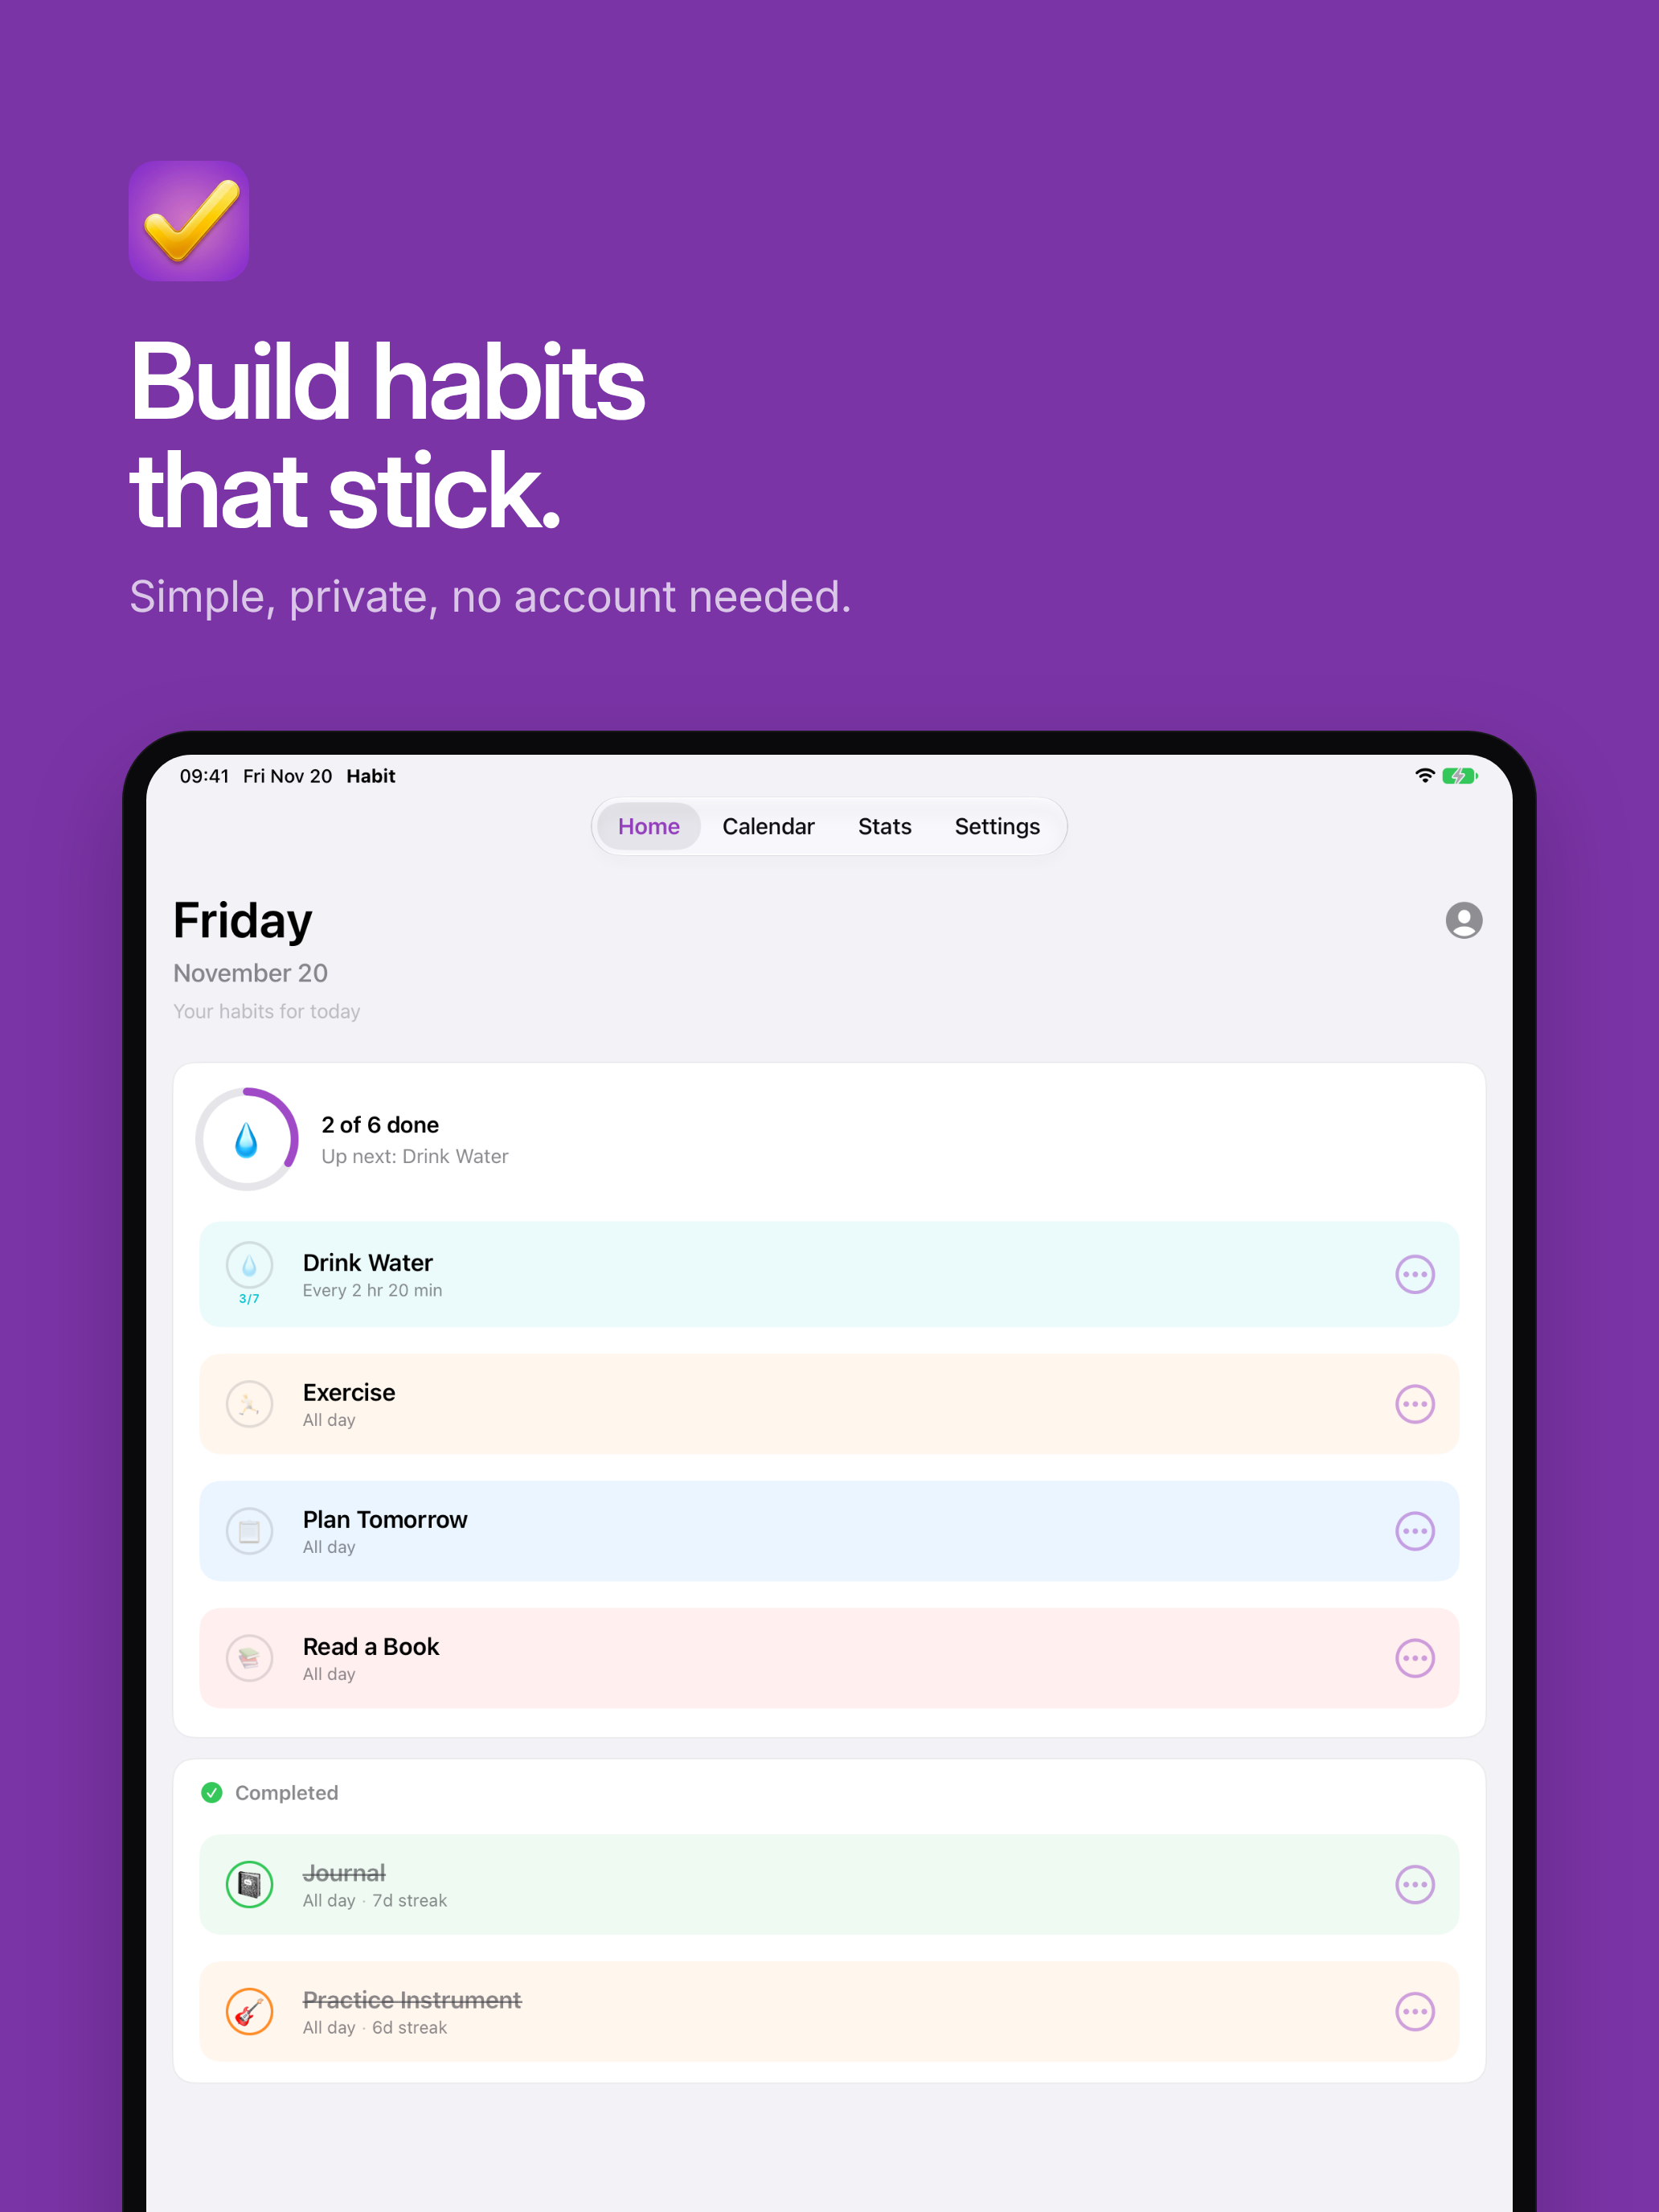 Build habits
that stick.
Simple, private, no account needed.
09:41 Fri Nov 20 Habit
Home Calendar Stats Settings
Friday
November 20
Your habits for today
2 of 6 done
Up next: Drink Water
Drink Water
Every 2 hr 20 min
3/7
Exercise
All day
Plan Tomorrow
All day
Read a Book
All day
Completed
Journal
All day · 7d streak
Practice Instrument
All day · 6d streak